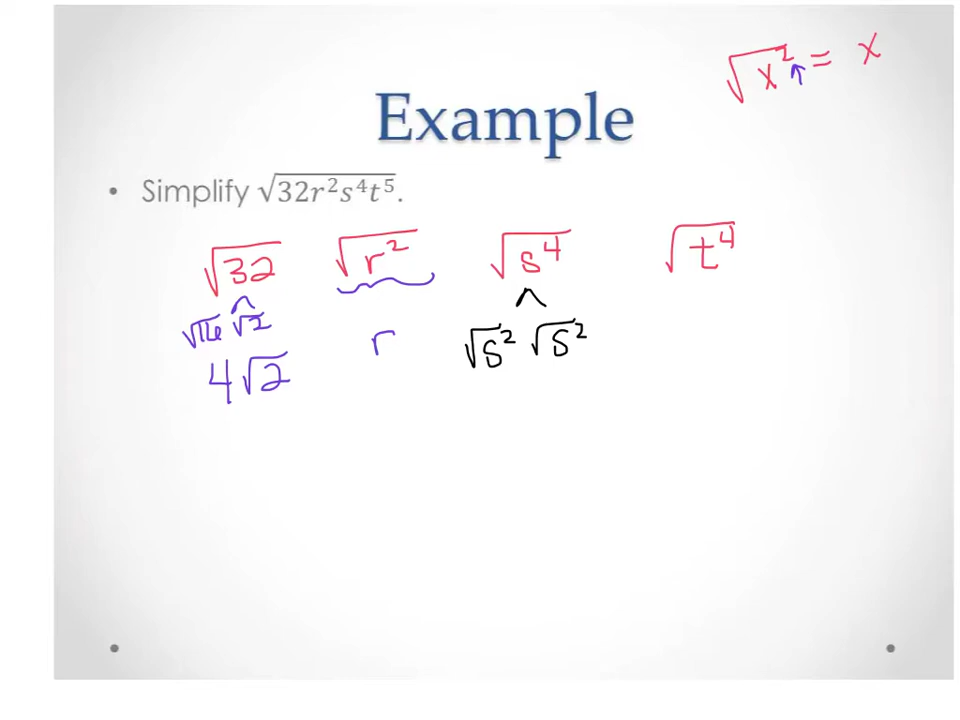 √x² = x
↑
Example
• Simplify √32r²s⁴t⁵.
√32 √r² √s⁴ √t⁴
√16 √2
√s² √s²
4√2 r